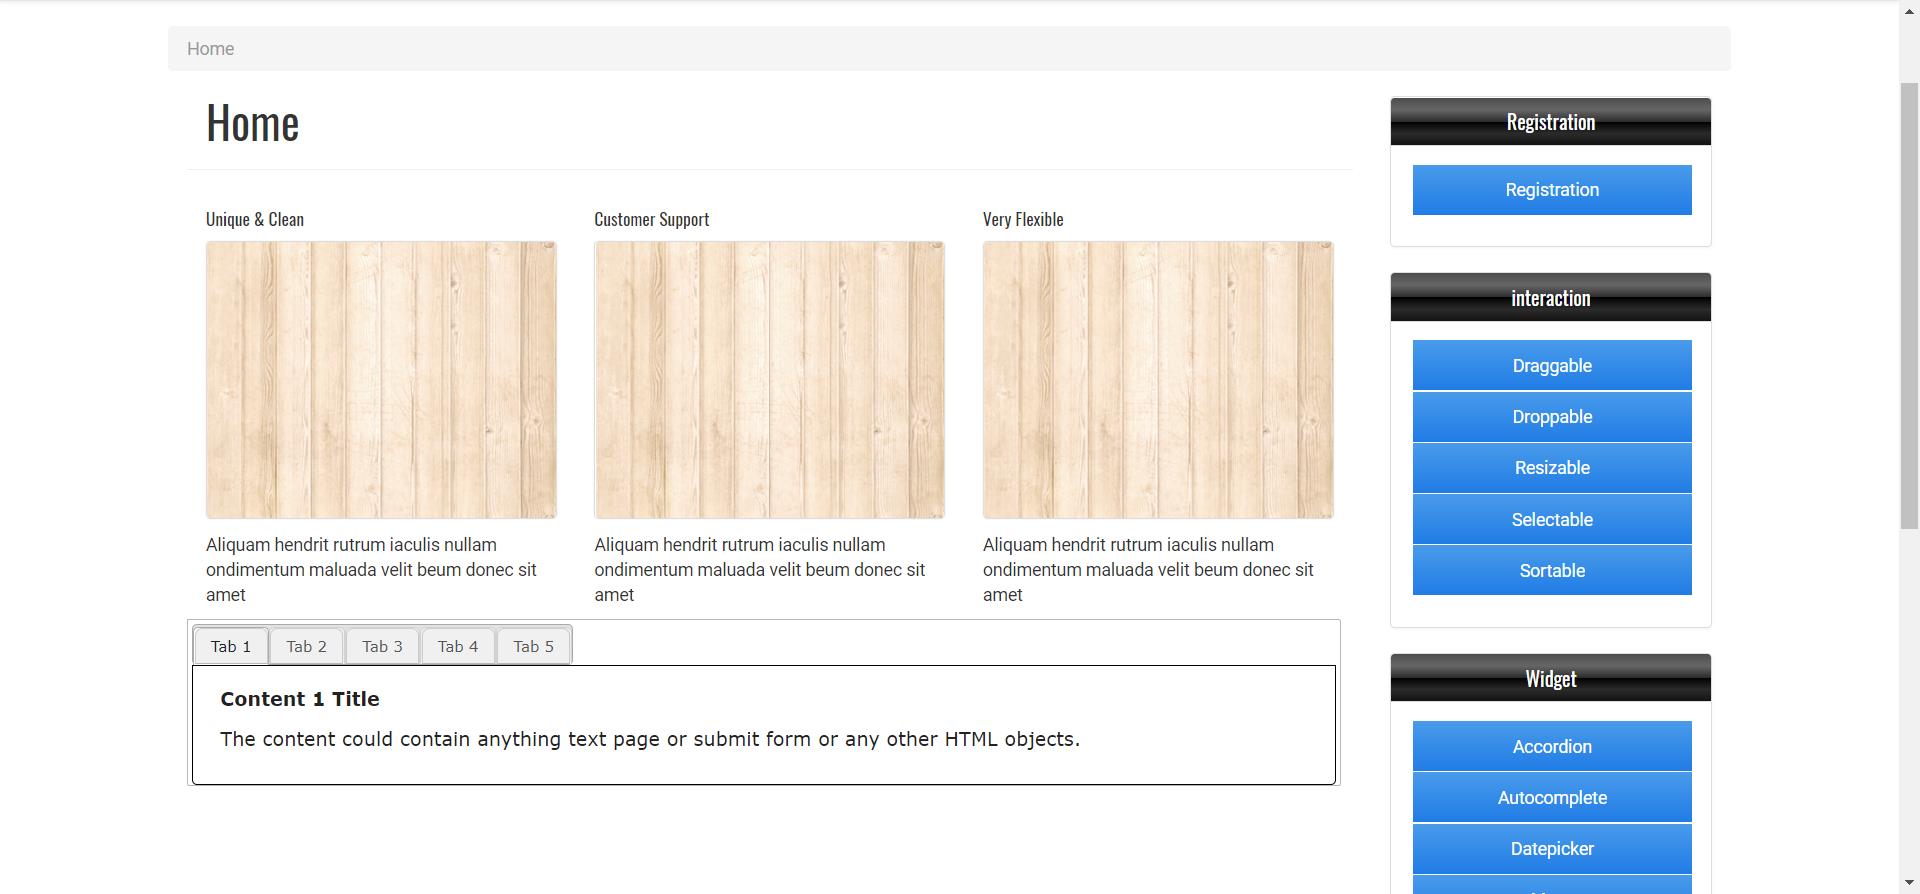 Home
Home
Unique & Clean
Customer Support
Very Flexible
Aliquam hendrit rutrum iaculis nullam
ondimentum maluada velit beum donec sit
amet
Aliquam hendrit rutrum iaculis nullam
ondimentum maluada velit beum donec sit
amet
Aliquam hendrit rutrum iaculis nullam
ondimentum maluada velit beum donec sit
amet
Tab 1
Tab 2
Tab 3
Tab 4
Tab 5
Content 1 Title
The content could contain anything text page or submit form or any other HTML objects.
Registration
Registration
interaction
Draggable
Droppable
Resizable
Selectable
Sortable
Widget
Accordion
Autocomplete
Datepicker